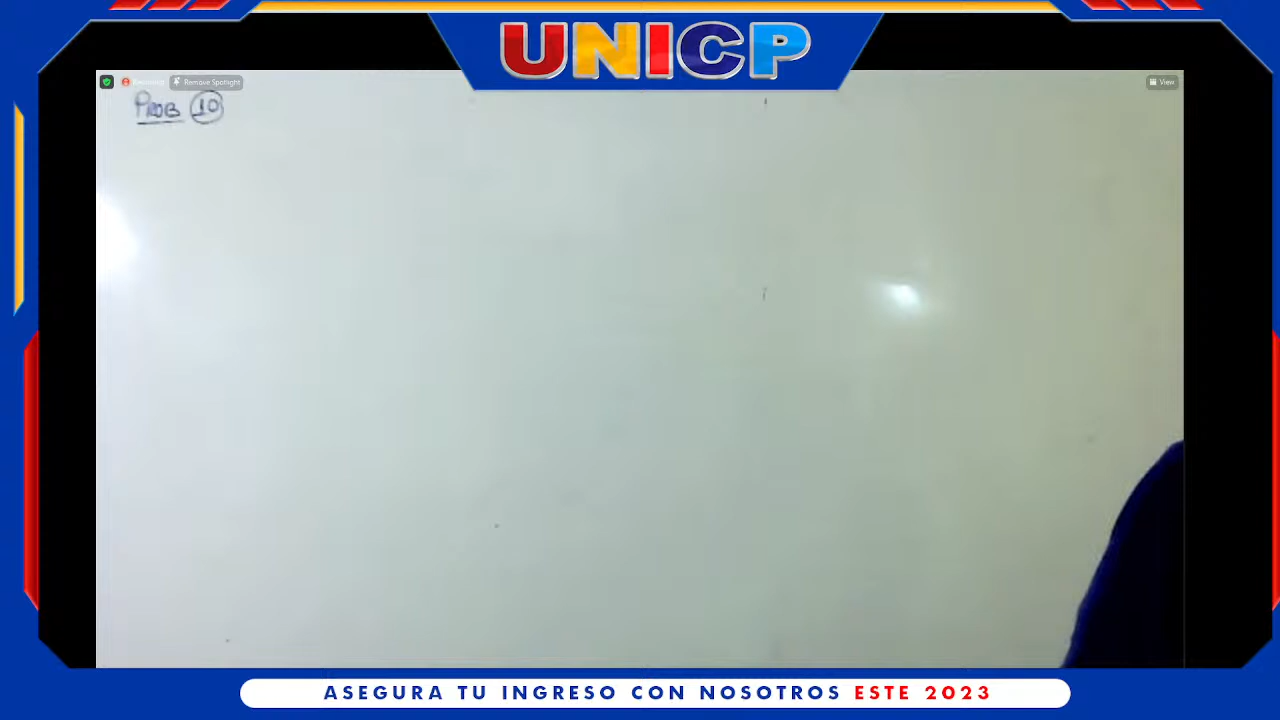 UNICP
Remove Spotlight
View
PROB 10
ASEGURA TU INGRESO CON NOSOTROS ESTE 2023